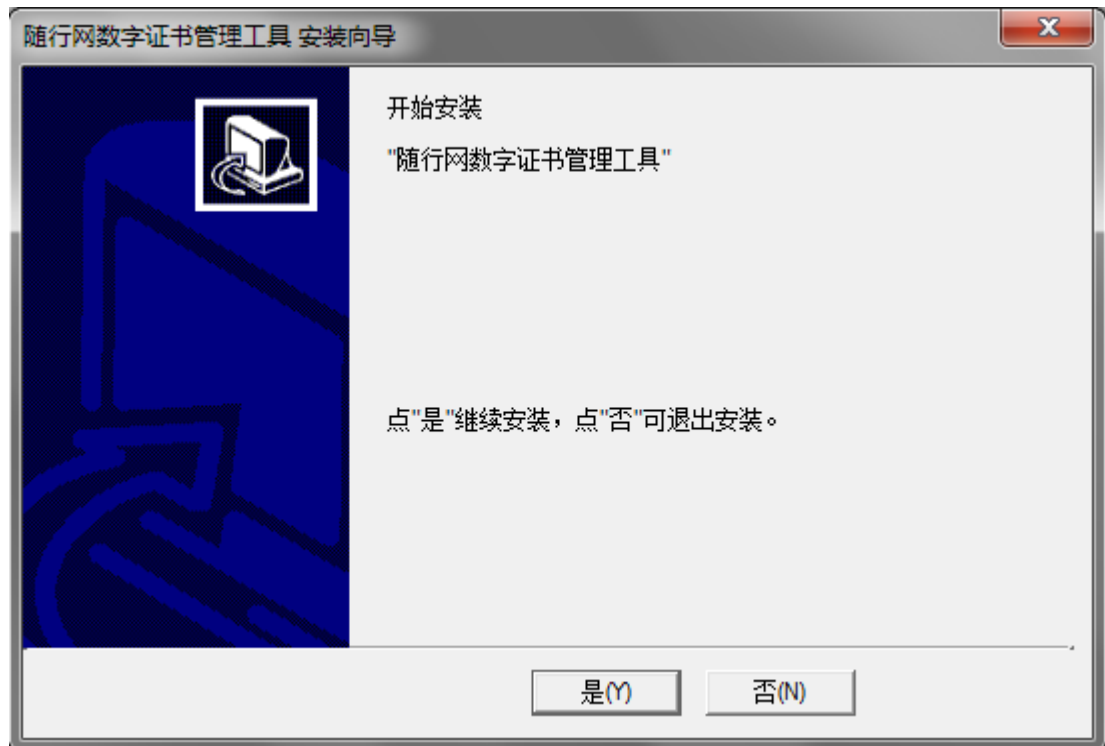 随行网数字证书管理工具 安装向导
开始安装
"随行网数字证书管理工具"
点"是"继续安装，点"否"可退出安装。
是(Y)
否(N)